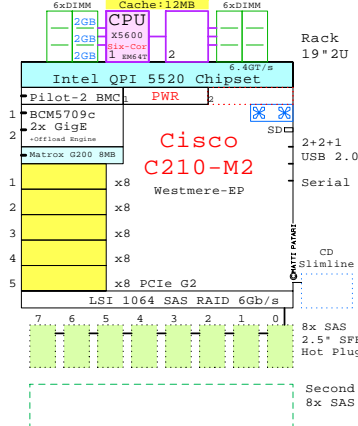 6xDIMM
Cache:12MB
6xDIMM
2GB
2GB
2GB
CPU
X5600
Six-Cor
1 EM64T
2
Rack
19"2U
6.4GT/s
Intel QPI 5520 Chipset
Pilot-2 BMC
1
PWR
2
1
BCM5709c
2
2x GigE
+Offload Engine
SD
Matrox G200 8MB
Cisco
C210-M2
Westmere-EP
2+2+1
USB 2.0
Serial
1
x8
2
x8
3
x8
4
x8
5
x8 PCIe G2
©MATTI PATARI
CD
Slimline
LSI 1064 SAS RAID 6Gb/s
7
6
5
4
3
2
1
0
8x SAS
2.5" SFF
Hot Plug
Second
8x SAS